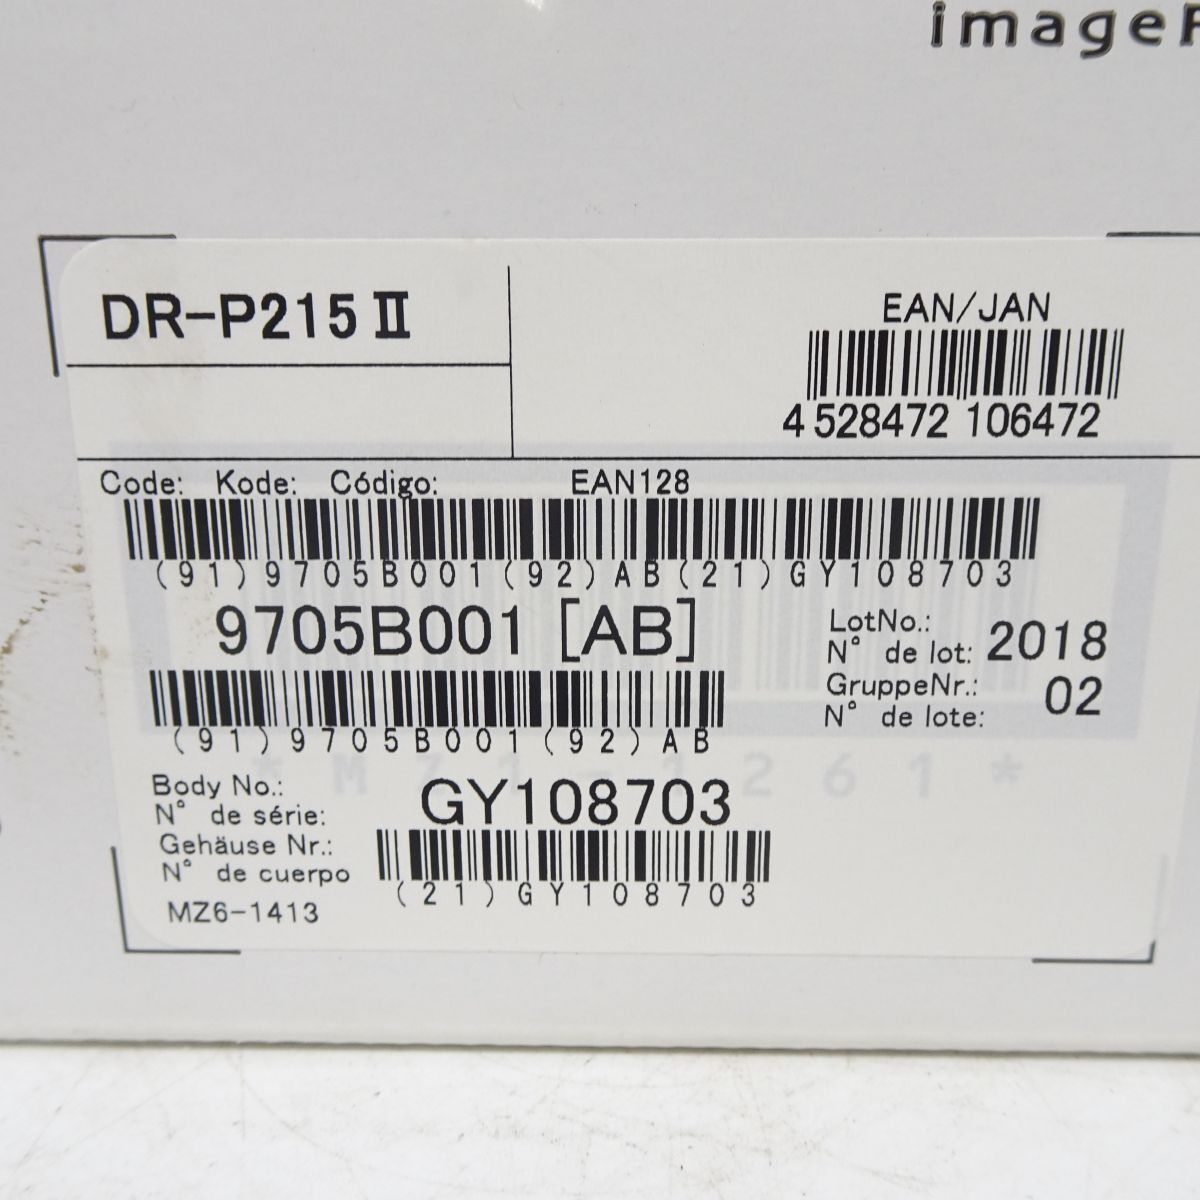 imageF
DR-P215 II
EAN/JAN
4 528472 106472
Code: Kode: Código: EAN128
(91)9705B001(92)AB(21)GY108703
9705B001 [AB]
LotNo.:
N° de lot: 2018
GruppeNr.:
N° de lote: 02
(91)9705B001(92)AB
*MZ1-1261*
Body No.:
N° de série:
Gehäuse Nr.:
N° de cuerpo
GY108703
(21)GY108703
MZ6-1413